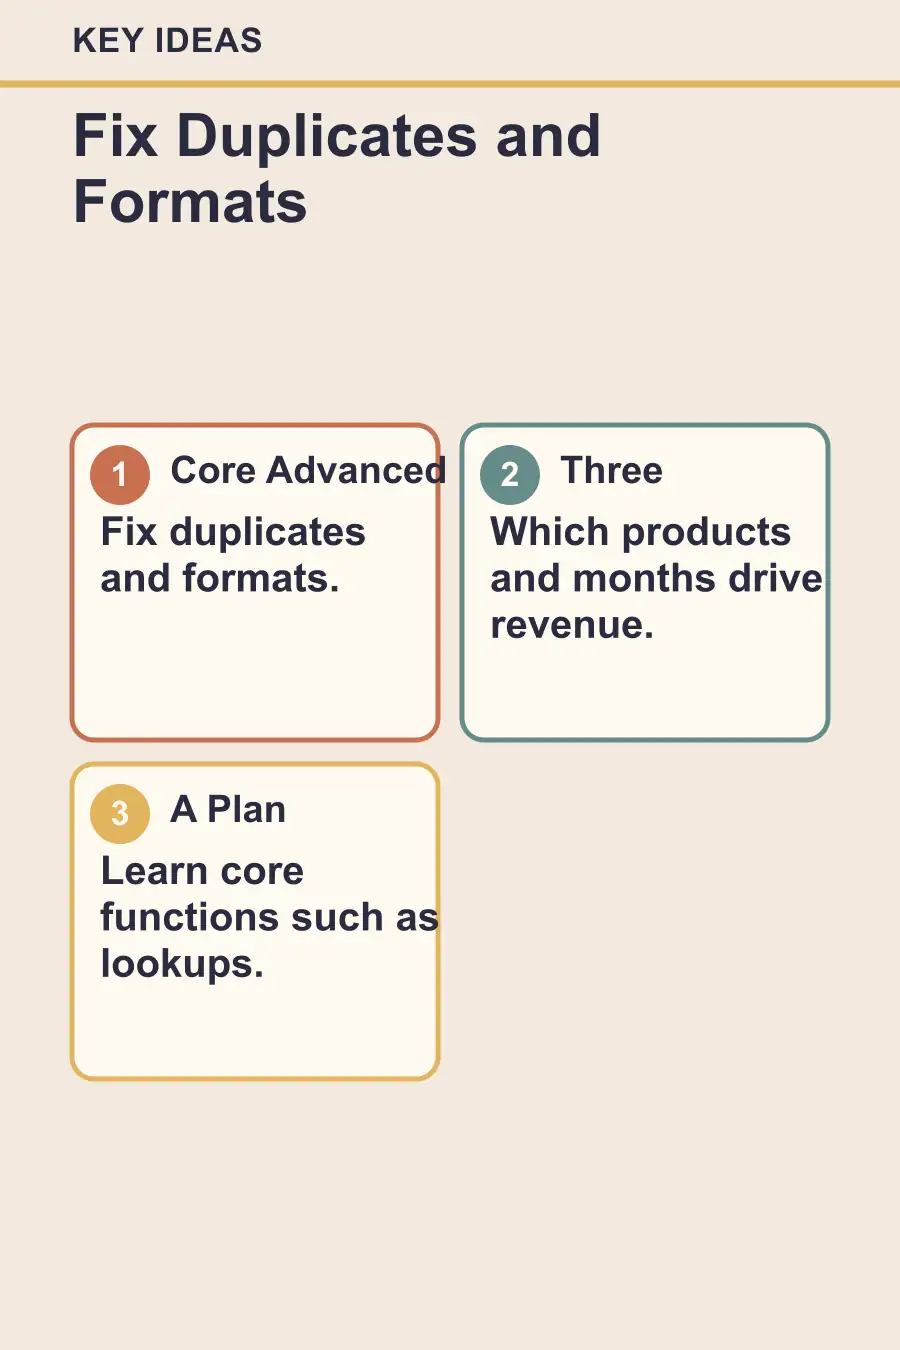 KEY IDEAS
Fix Duplicates and
Formats
1 Core Advanced
Fix duplicates
and formats.
2 Three
Which products
and months drive
revenue.
3 A Plan
Learn core
functions such as
lookups.